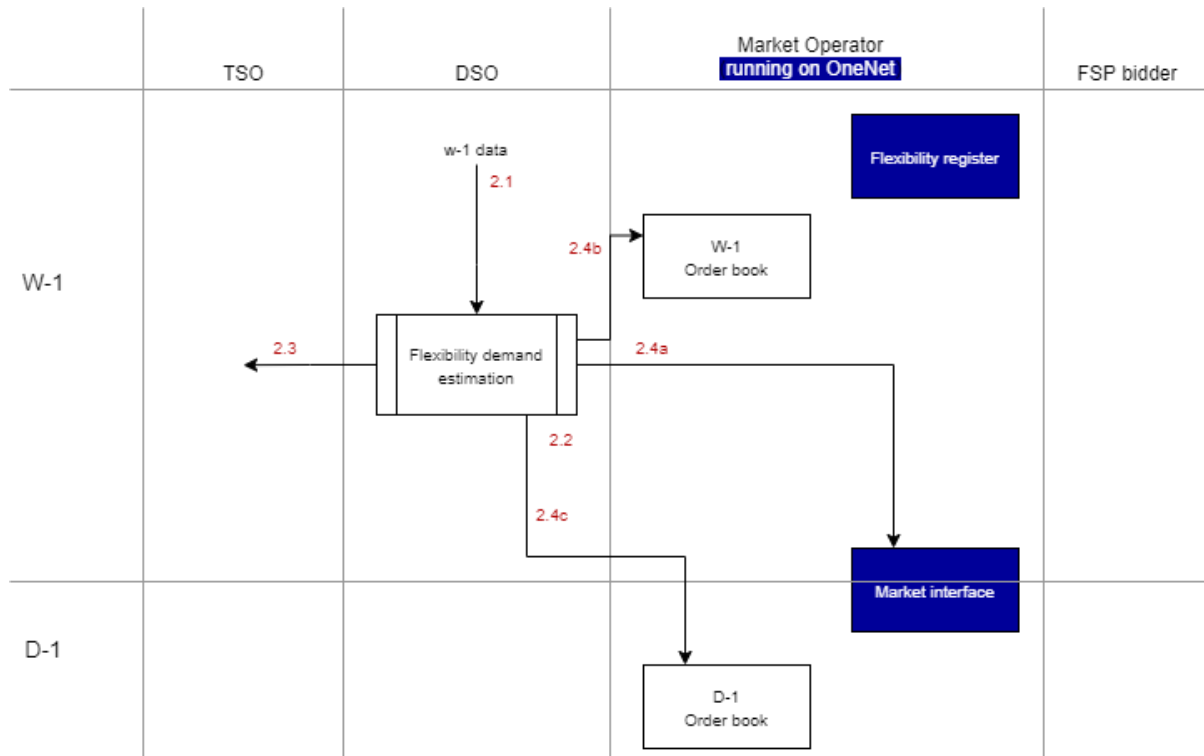 TSO
DSO
Market Operator
running on OneNet
FSP bidder
W-1
w-1 data
2.1
Flexibility register
2.4b
W-1
Order book
2.3
Flexibility demand
estimation
2.4a
2.2
2.4c
Market interface
D-1
D-1
Order book